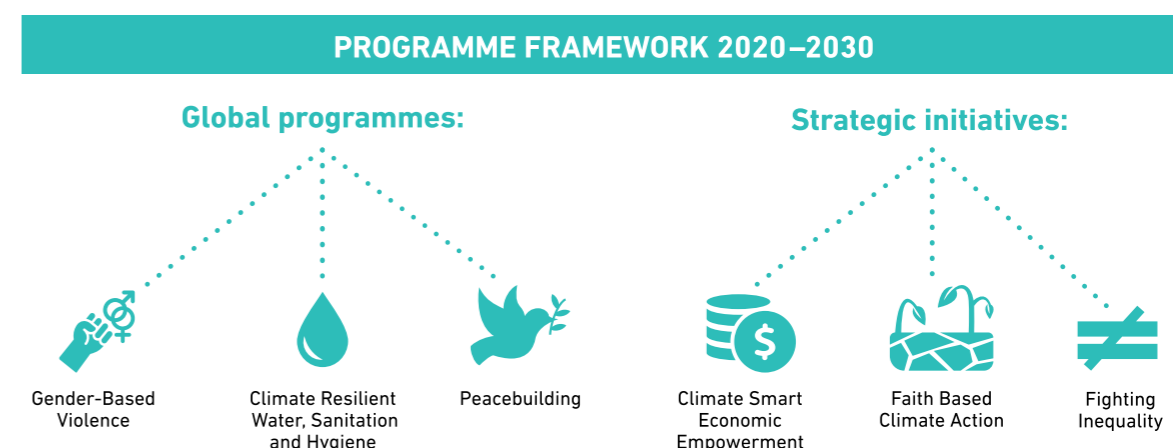 PROGRAMME FRAMEWORK 2020–2030
Global programmes:
Strategic initiatives:
Gender-Based
Violence
Climate Resilient
Water, Sanitation
and Hygiene
Peacebuilding
$
Climate Smart
Economic
Empowerment
Faith Based
Climate Action
Fighting
Inequality